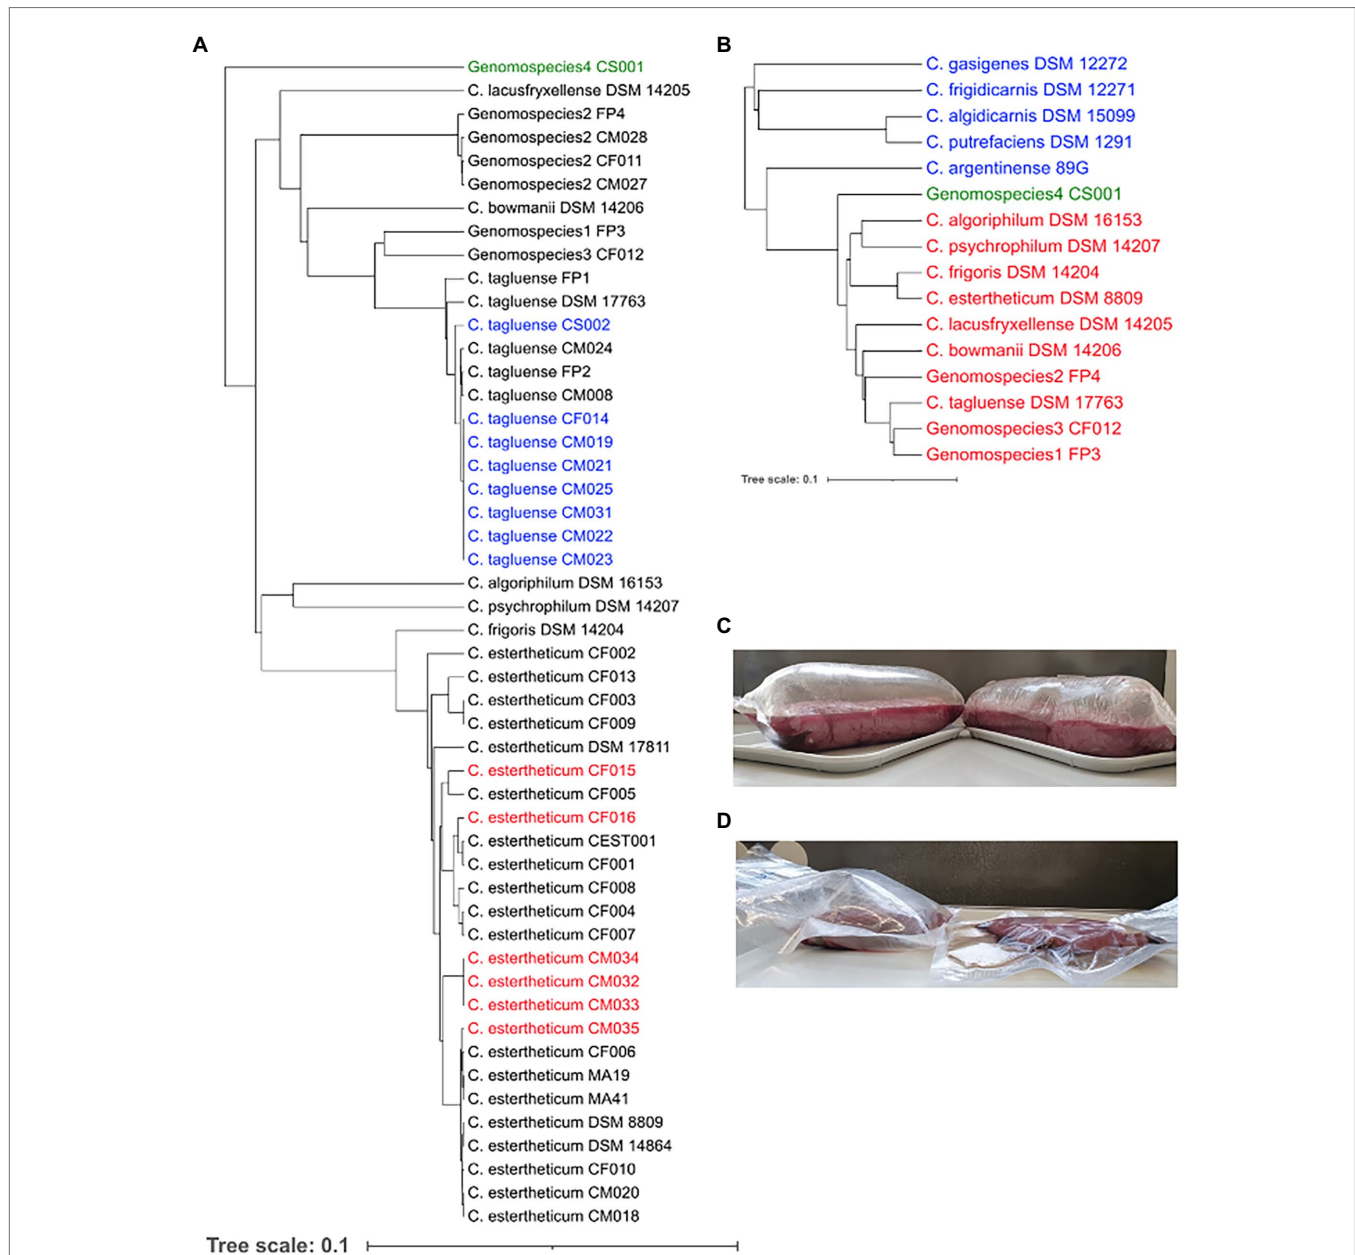 A
Genomospecies4 CS001
C. lacusfryxellense DSM 14205
Genomospecies2 FP4
Genomospecies2 CM028
Genomospecies2 CF011
Genomospecies2 CM027
C. bowmanii DSM 14206
Genomospecies1 FP3
Genomospecies3 CF012
C. tagluense FP1
C. tagluense DSM 17763
C. tagluense CS002
C. tagluense CM024
C. tagluense FP2
C. tagluense CM008
C. tagluense CF014
C. tagluense CM019
C. tagluense CM021
C. tagluense CM025
C. tagluense CM031
C. tagluense CM022
C. tagluense CM023
C. algoriphilum DSM 16153
C. psychrophilum DSM 14207
C. frigoris DSM 14204
C. estertheticum CF002
C. estertheticum CF013
C. estertheticum CF003
C. estertheticum CF009
C. estertheticum DSM 17811
C. estertheticum CF015
C. estertheticum CF005
C. estertheticum CF016
C. estertheticum CEST001
C. estertheticum CF001
C. estertheticum CF008
C. estertheticum CF004
C. estertheticum CF007
C. estertheticum CM034
C. estertheticum CM032
C. estertheticum CM033
C. estertheticum CM035
C. estertheticum CF006
C. estertheticum MA19
C. estertheticum MA41
C. estertheticum DSM 8809
C. estertheticum DSM 14864
C. estertheticum CF010
C. estertheticum CM020
C. estertheticum CM018
Tree scale: 0.1
B
C. gasigenes DSM 12272
C. frigidicarnis DSM 12271
C. algidicarnis DSM 15099
C. putrefaciens DSM 1291
C. argentinense 89G
Genomospecies4 CS001
C. algoriphilum DSM 16153
C. psychrophilum DSM 14207
C. frigoris DSM 14204
C. estertheticum DSM 8809
C. lacusfryxellense DSM 14205
C. bowmanii DSM 14206
Genomospecies2 FP4
C. tagluense DSM 17763
Genomospecies3 CF012
Genomospecies1 FP3
Tree scale: 0.1
C
D